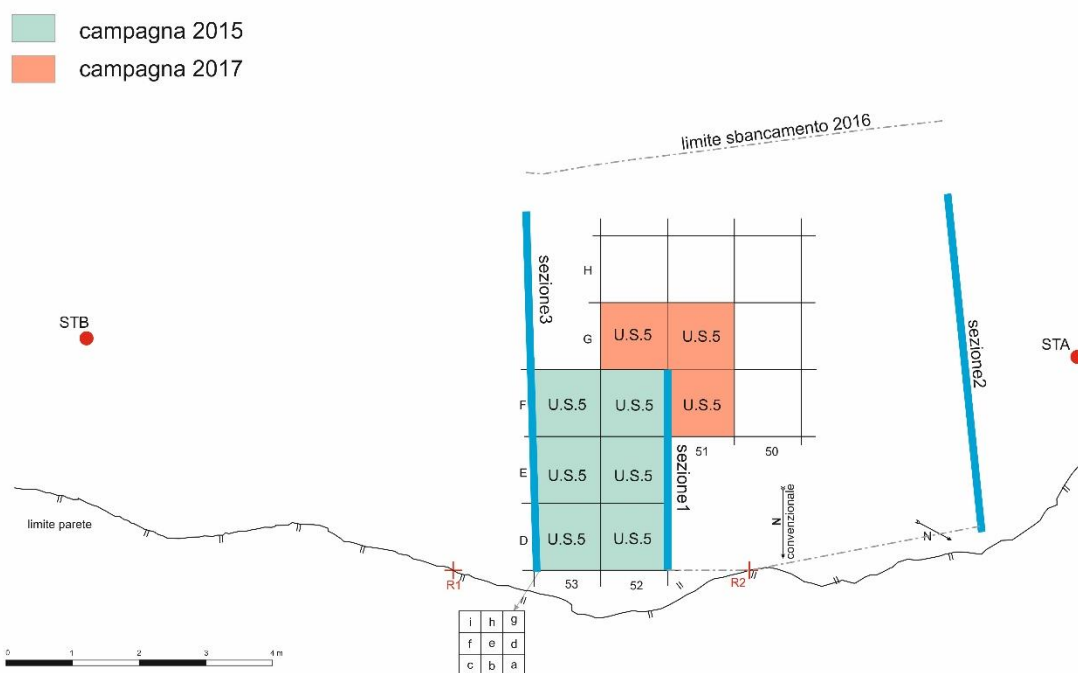 campagna 2015
campagna 2017
limite sbancamento 2016
sezione3
H
STB
G
U.S.5 U.S.5
sezione2
STA
F
U.S.5 U.S.5 U.S.5
51 50
E
U.S.5 U.S.5
sezione1
N
convenzionale
limite parete
D
U.S.5 U.S.5
N
R1
53 52
R2
i h g
f e d
c b a
0 1 2 3 4 m